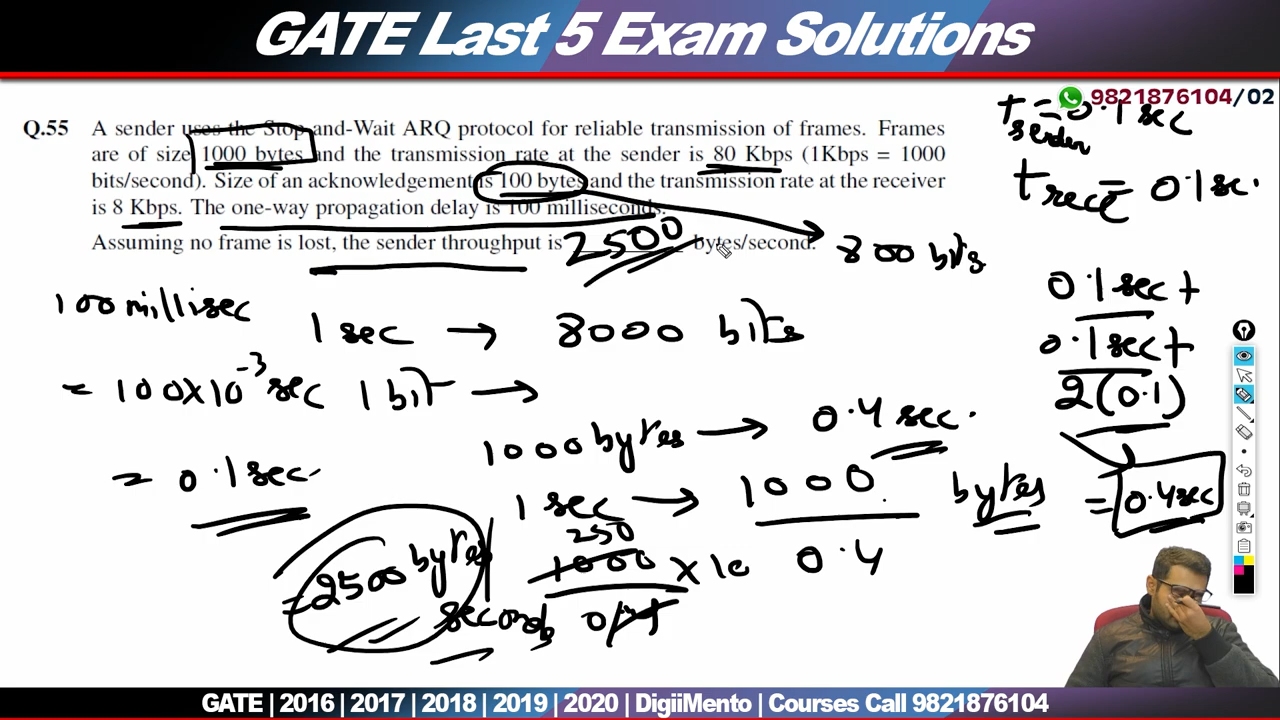 GATE Last 5 Exam Solutions
9821876104/02
Q.55 A sender uses the Stop-and-Wait ARQ protocol for reliable transmission of frames. Frames
are of size 1000 bytes and the transmission rate at the sender is 80 Kbps (1Kbps = 1000
bits/second). Size of an acknowledgement is 100 bytes and the transmission rate at the receiver
is 8 Kbps. The one-way propagation delay is 100 milliseconds.
Assuming no frame is lost, the sender throughput is 2500 bytes/second.
t sender = 0.1 sec
t rece = 0.1 sec.
800 bits
0.1 sec +
0.1 sec +
2(0.1)
= 0.4 sec
100 millisec
= 100x10-3 sec
= 0.1 sec
1 sec → 8000 bits
1 bit →
1000 bytes → 0.4 sec.
1 sec → 1000 bytes
0.4
250
1000 x 10
= 2500 bytes
second
GATE | 2016 | 2017 | 2018 | 2019 | 2020 | DigiiMento | Courses Call 9821876104